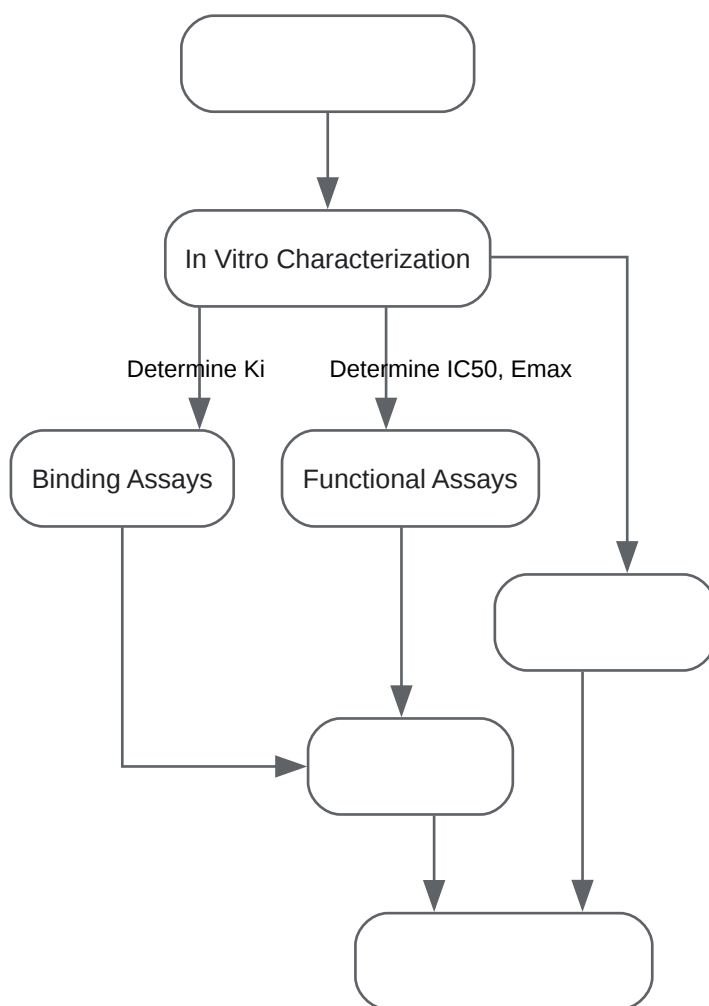 In Vitro Characterization
Determine Ki
Determine IC50, Emax
Binding Assays
Functional Assays